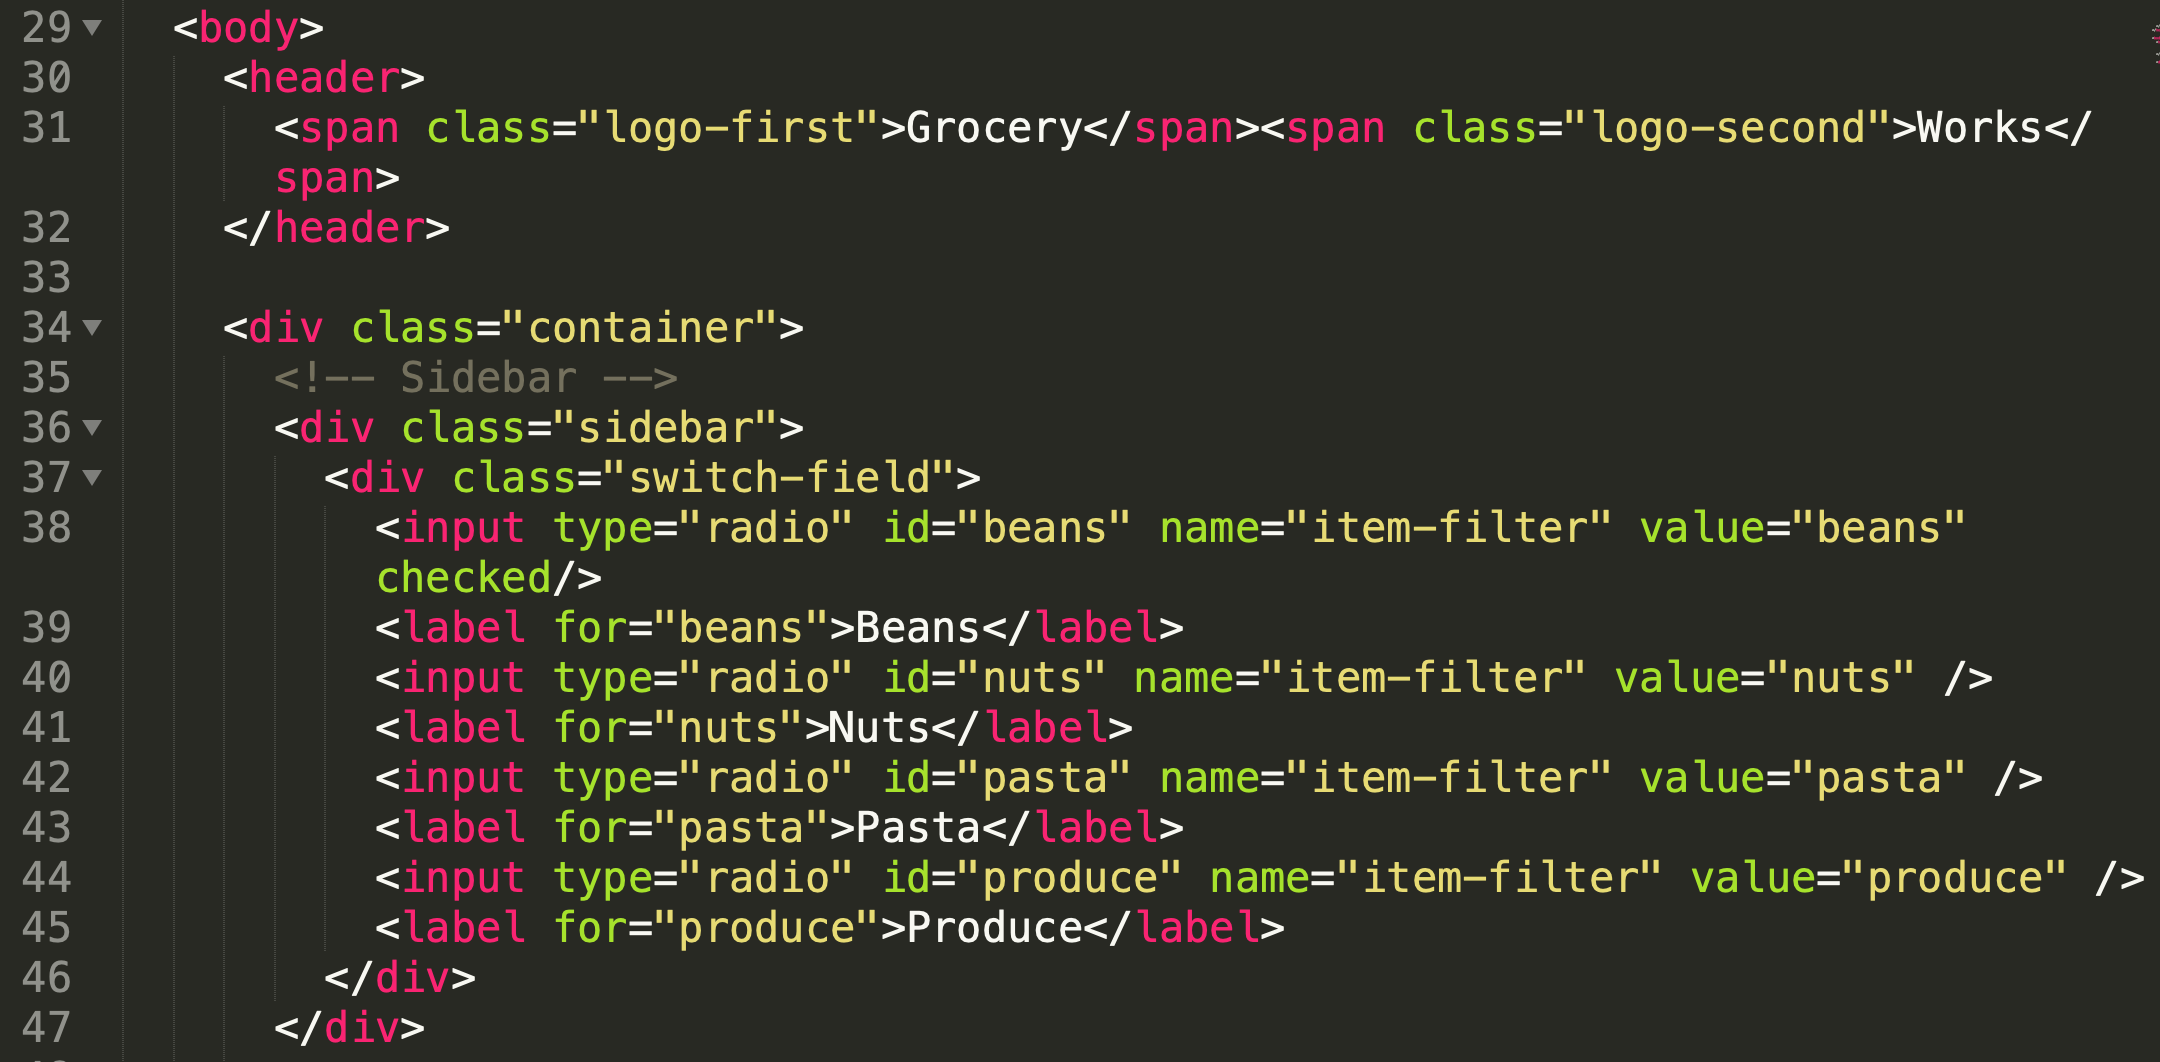 29 <body>
30 <header>
31 <span class="logo-first">Grocery</span><span class="logo-second">Works</
span>
32 </header>
33
34 <div class="container">
35 <!-- Sidebar -->
36 <div class="sidebar">
37 <div class="switch-field">
38 <input type="radio" id="beans" name="item-filter" value="beans"
checked/>
39 <label for="beans">Beans</label>
40 <input type="radio" id="nuts" name="item-filter" value="nuts" />
41 <label for="nuts">Nuts</label>
42 <input type="radio" id="pasta" name="item-filter" value="pasta" />
43 <label for="pasta">Pasta</label>
44 <input type="radio" id="produce" name="item-filter" value="produce" />
45 <label for="produce">Produce</label>
46 </div>
47 </div>